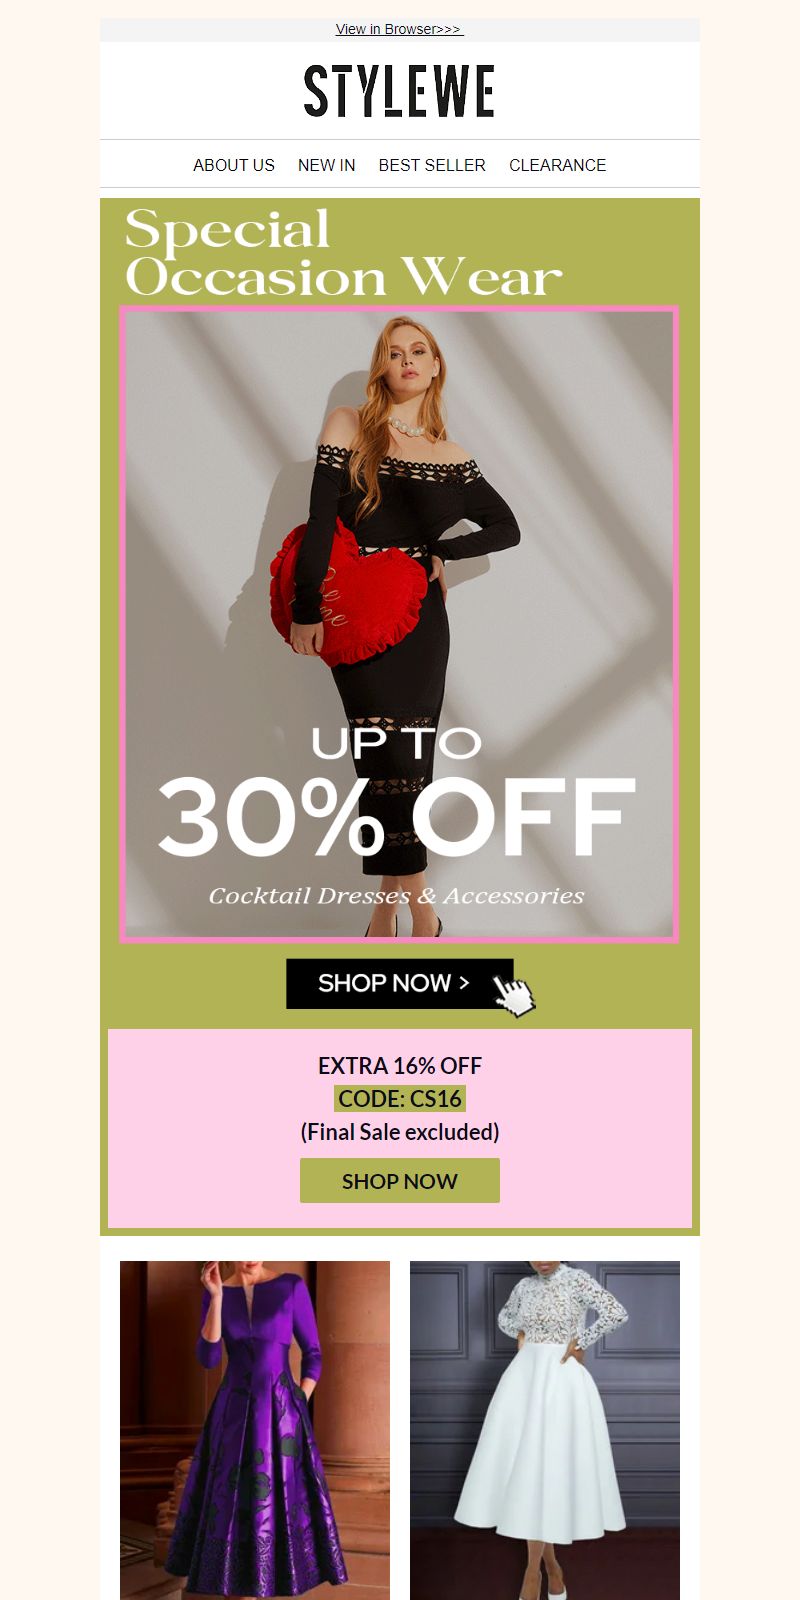 View in Browser>>>
STYLEWE
ABOUT US NEW IN BEST SELLER CLEARANCE
Special
Occasion Wear
UP TO
30% OFF
Cocktail Dresses & Accessories
SHOP NOW >
EXTRA 16% OFF
CODE: CS16
(Final Sale excluded)
SHOP NOW